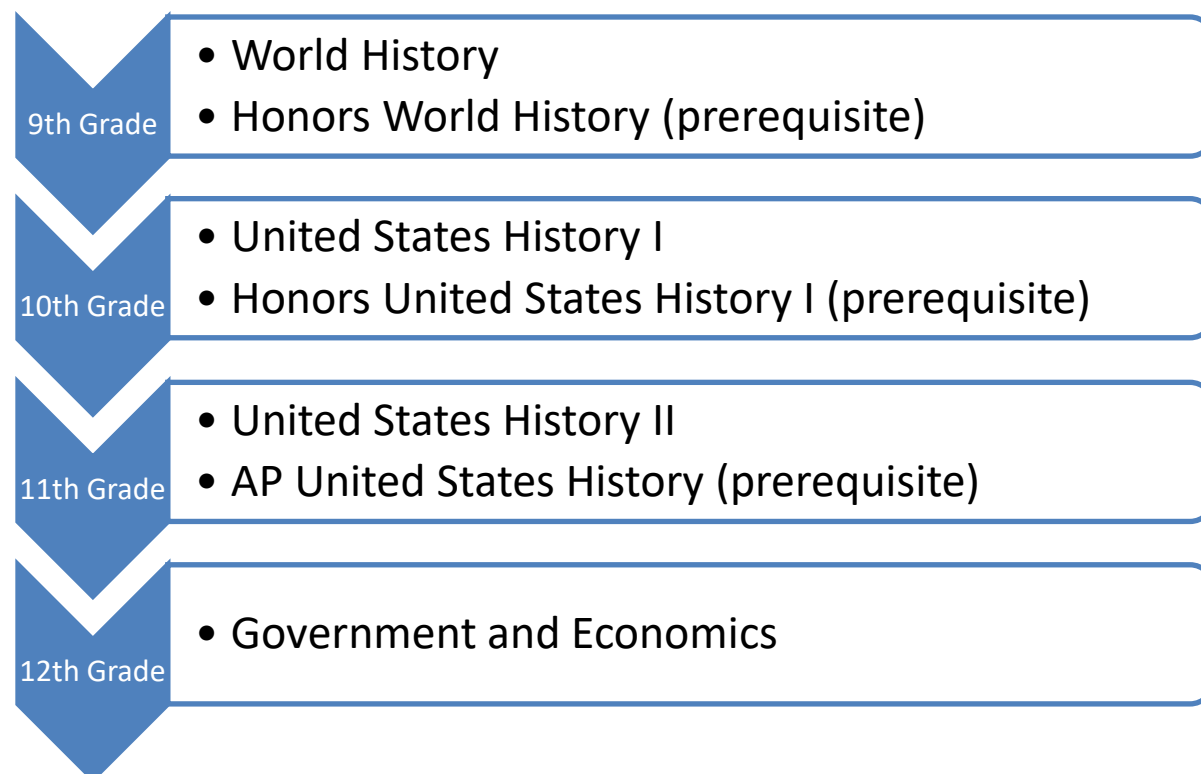 9th Grade
• World History
• Honors World History (prerequisite)
10th Grade
• United States History I
• Honors United States History I (prerequisite)
11th Grade
• United States History II
• AP United States History (prerequisite)
12th Grade
• Government and Economics